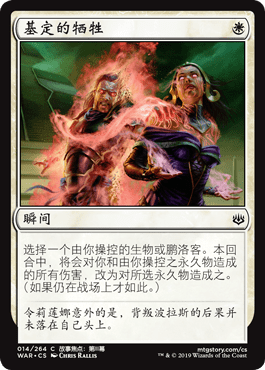 基定的牺牲
瞬间
选择一个由你操控的生物或鹏洛客。本回
合中，将会对你和由你操控之永久物造成
的所有伤害，改为对所选永久物造成之。
（如果仍在战场上才如此。）
令莉莲娜意外的是，背叛波拉斯的后果并
未落在自己头上。
014/264 C 故事焦点：第III幕
WAR • CS CHRIS RALLIS
mtgstory.com/cs
™ & © 2019 Wizards of the Coast